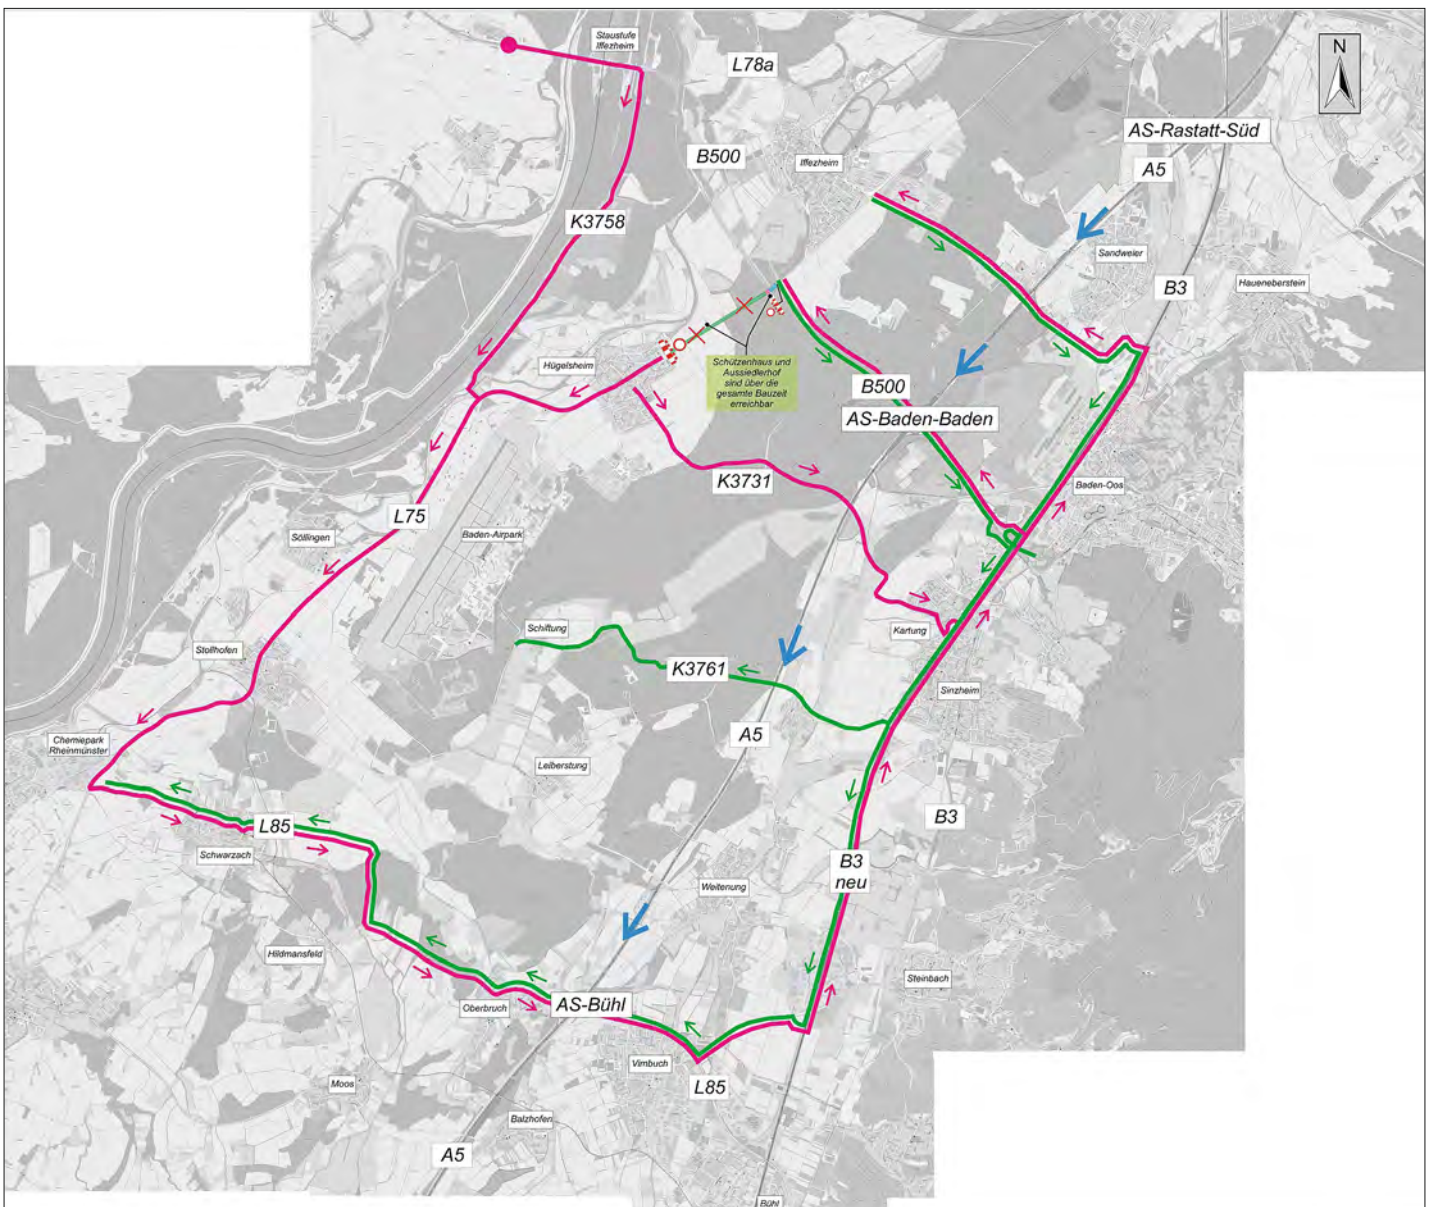 Staustufe
Iffezheim
L78a
N
AS-Rastatt-Süd
B500
Iffezheim
A5
K3758
Sandweier
B3
Haueneberstein
Hügelsheim
Schützenhaus und
Aussiedlerhof
sind über die
gesamte Bauzeit
erreichbar
B500
AS-Baden-Baden
K3731
Baden-Oos
L75
Söllingen
Baden-Airpark
Schiftung
Kartung
Stollhofen
K3761
Sinzheim
Chemiepark
Rheinmünster
A5
Leiberstung
L85
B3
Schwarzach
B3
neu
Weitenung
Hildmansfeld
Steinbach
Oberbruch
AS-Bühl
Vimbuch
Moos
L85
Balzhofen
A5
Bühl